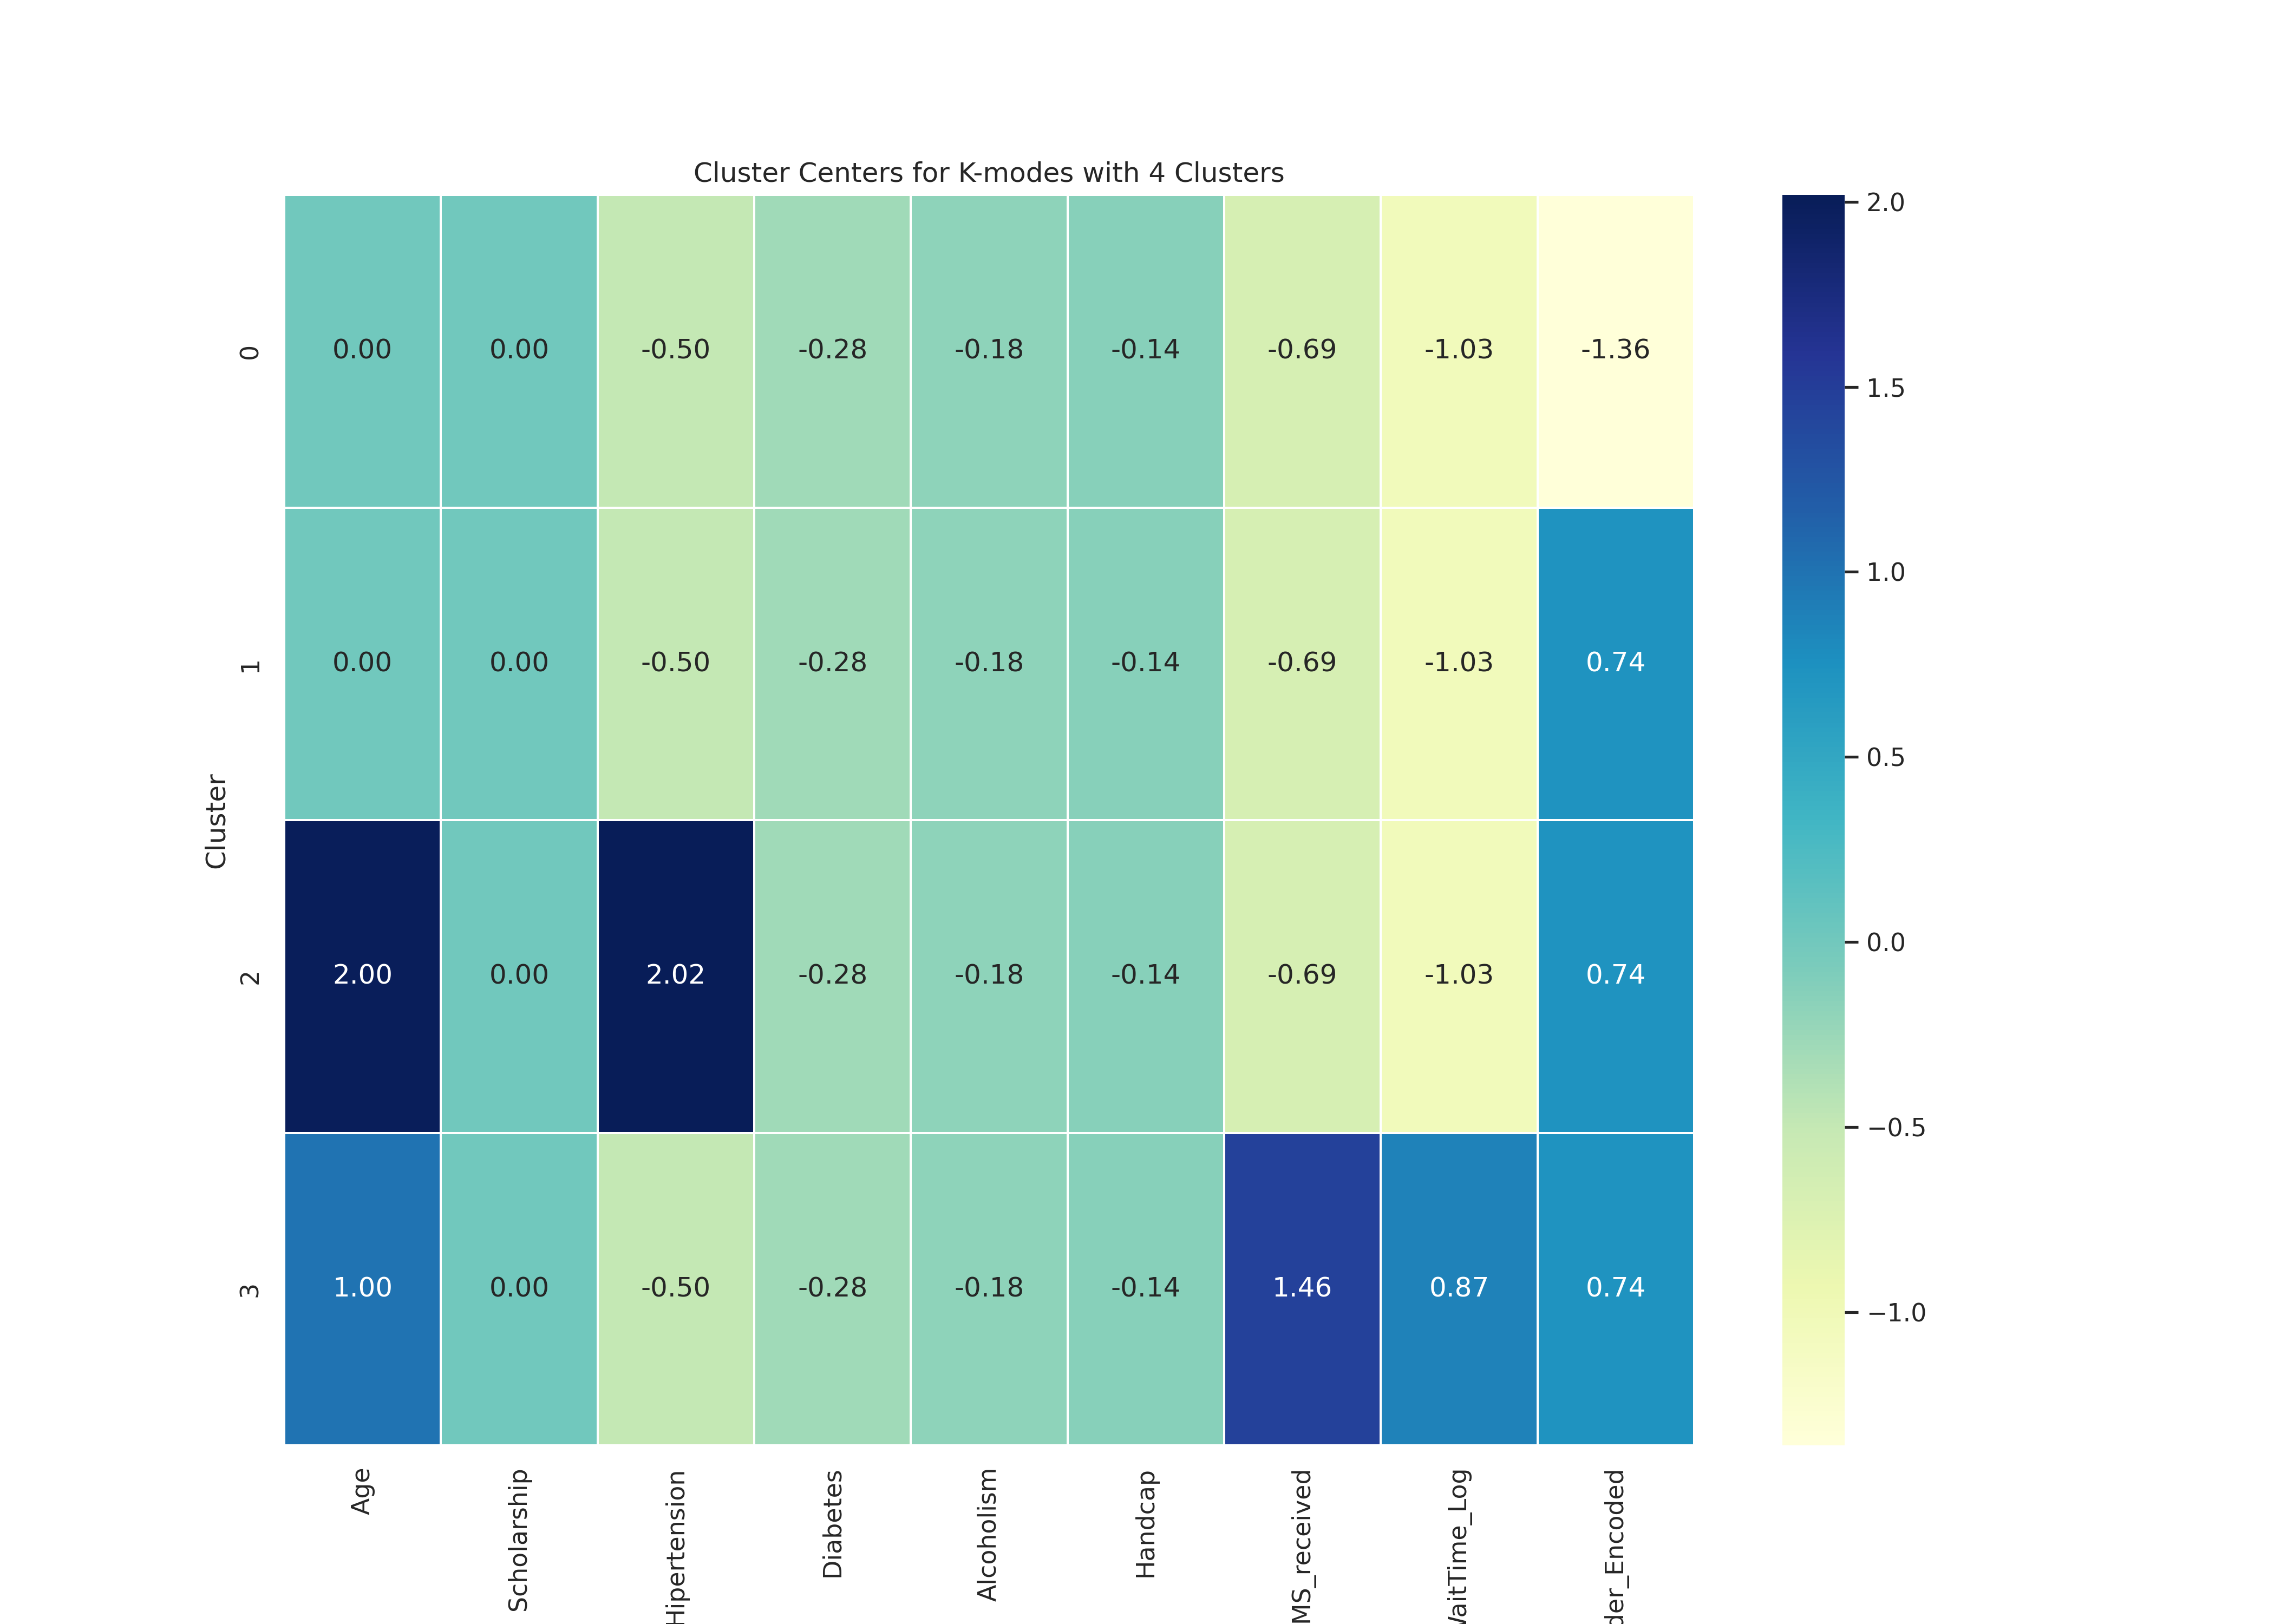 Cluster Centers for K-modes with 4 Clusters
Cluster
0 0.00 0.00 -0.50 -0.28 -0.18 -0.14 -0.69 -1.03 -1.36
1 0.00 0.00 -0.50 -0.28 -0.18 -0.14 -0.69 -1.03 0.74
2 2.00 0.00 2.02 -0.28 -0.18 -0.14 -0.69 -1.03 0.74
3 1.00 0.00 -0.50 -0.28 -0.18 -0.14 1.46 0.87 0.74
Age
Scholarship
Hipertension
Diabetes
Alcoholism
Handcap
MS_received
WaitTime_Log
der_Encoded
2.0
1.5
1.0
0.5
0.0
−0.5
−1.0